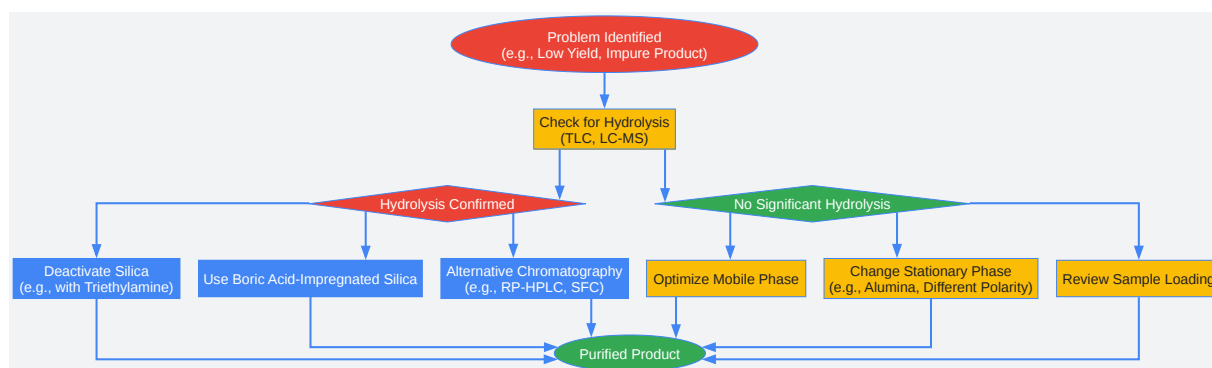 Problem Identified
(e.g., Low Yield, Impure Product)
Check for Hydrolysis
(TLC, LC-MS)
Hydrolysis Confirmed
No Significant Hydrolysis
Deactivate Silica
(e.g., with Triethylamine)
Use Boric Acid-Impregnated Silica
Alternative Chromatography
(e.g., RP-HPLC, SFC)
Optimize Mobile Phase
Change Stationary Phase
(e.g., Alumina, Different Polarity)
Review Sample Loading
Purified Product